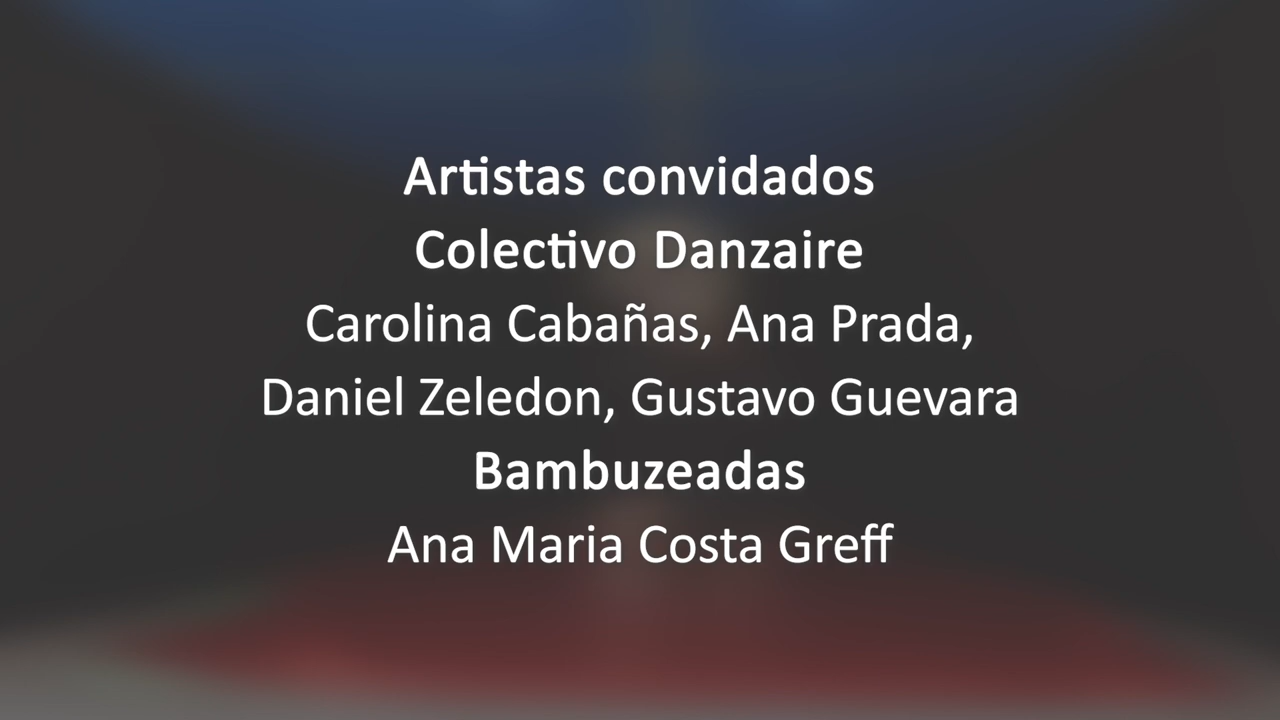 Artistas convidados
Colectivo Danzaire
Carolina Cabañas, Ana Prada,
Daniel Zeledon, Gustavo Guevara
Bambuzeadas
Ana Maria Costa Greff